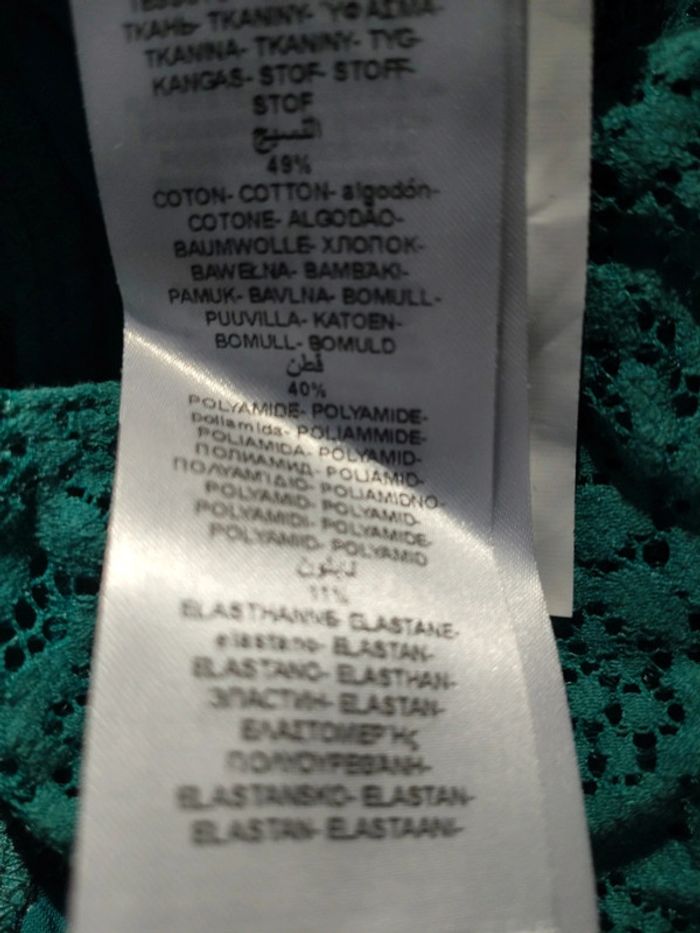 ТКАНЬ- TKANINY- ΎΦΑΣΜΑ-
TKANINA- TKANINY- TYG-
KANGAS- STOF- STOFF-
STOF
النسيج
49%
COTON- COTTON- algodón-
COTONE- ALGODÃO-
BAUMWOLLE- ХЛОПОК-
BAWEŁNA- BAMBAKI-
PAMUK- BAVLNA- BOMULL-
PUUVILLA- KATOEN-
BOMULL- BOMULD
قطن
40%
POLYAMIDE- POLYAMIDE-
poliamida- POLIAMMIDE-
POLIAMIDA- POLYAMID-
ПОЛИАМИД- POLIAMID-
ΠΟΛΥΑΜΙΔΙΟ- POLIAMIDNO-
POLYAMID- POLYAMID-
POLYAMIDI- POLYAMIDE-
POLYAMID- POLYAMID
نايلون
11%
ELASTHANNE- ELASTANE-
elastano- ELASTAN-
ELASTANO- ELASTHAN-
ЭЛАСТИН- ELASTAN-
ΕΛΑΣΤΟΜΕΡΗς
ΠΟΛΥΟΥΡΕΘΑΝΗ-
ELASTANSKO- ELASTAN-
ELASTAN- ELASTAANI-